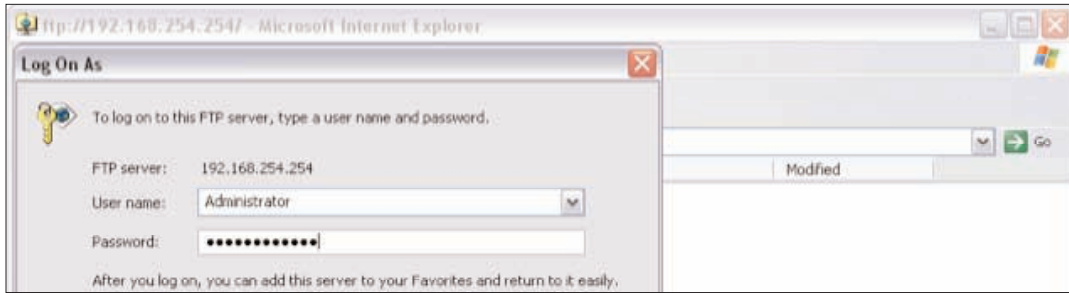 ftp://192.168.254.254/ - Microsoft Internet Explorer
Log On As
To log on to this FTP server, type a user name and password.
Go
FTP server: 192.168.254.254
Modified
User name: Administrator
Password: ●●●●●●●●●●●●
After you log on, you can add this server to your Favorites and return to it easily.